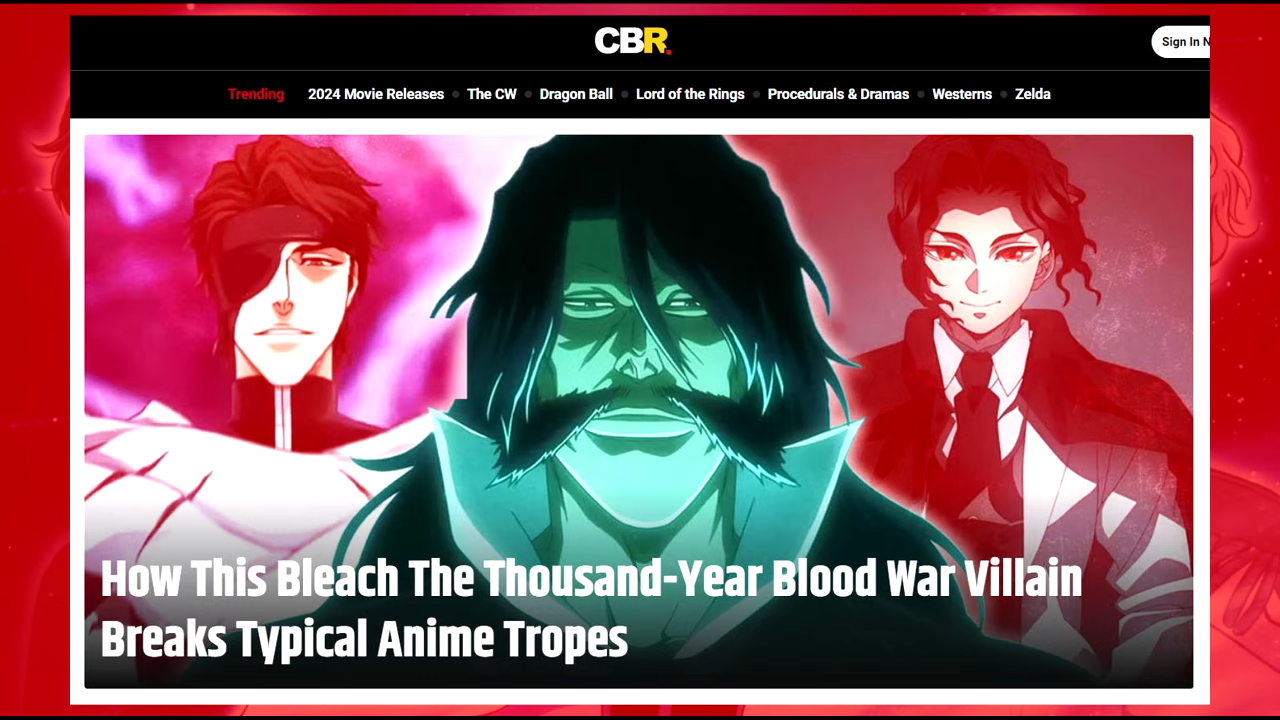 CBR.
Sign In N
Trending 2024 Movie Releases The CW Dragon Ball Lord of the Rings Procedurals & Dramas Westerns Zelda
How This Bleach The Thousand-Year Blood War Villain
Breaks Typical Anime Tropes